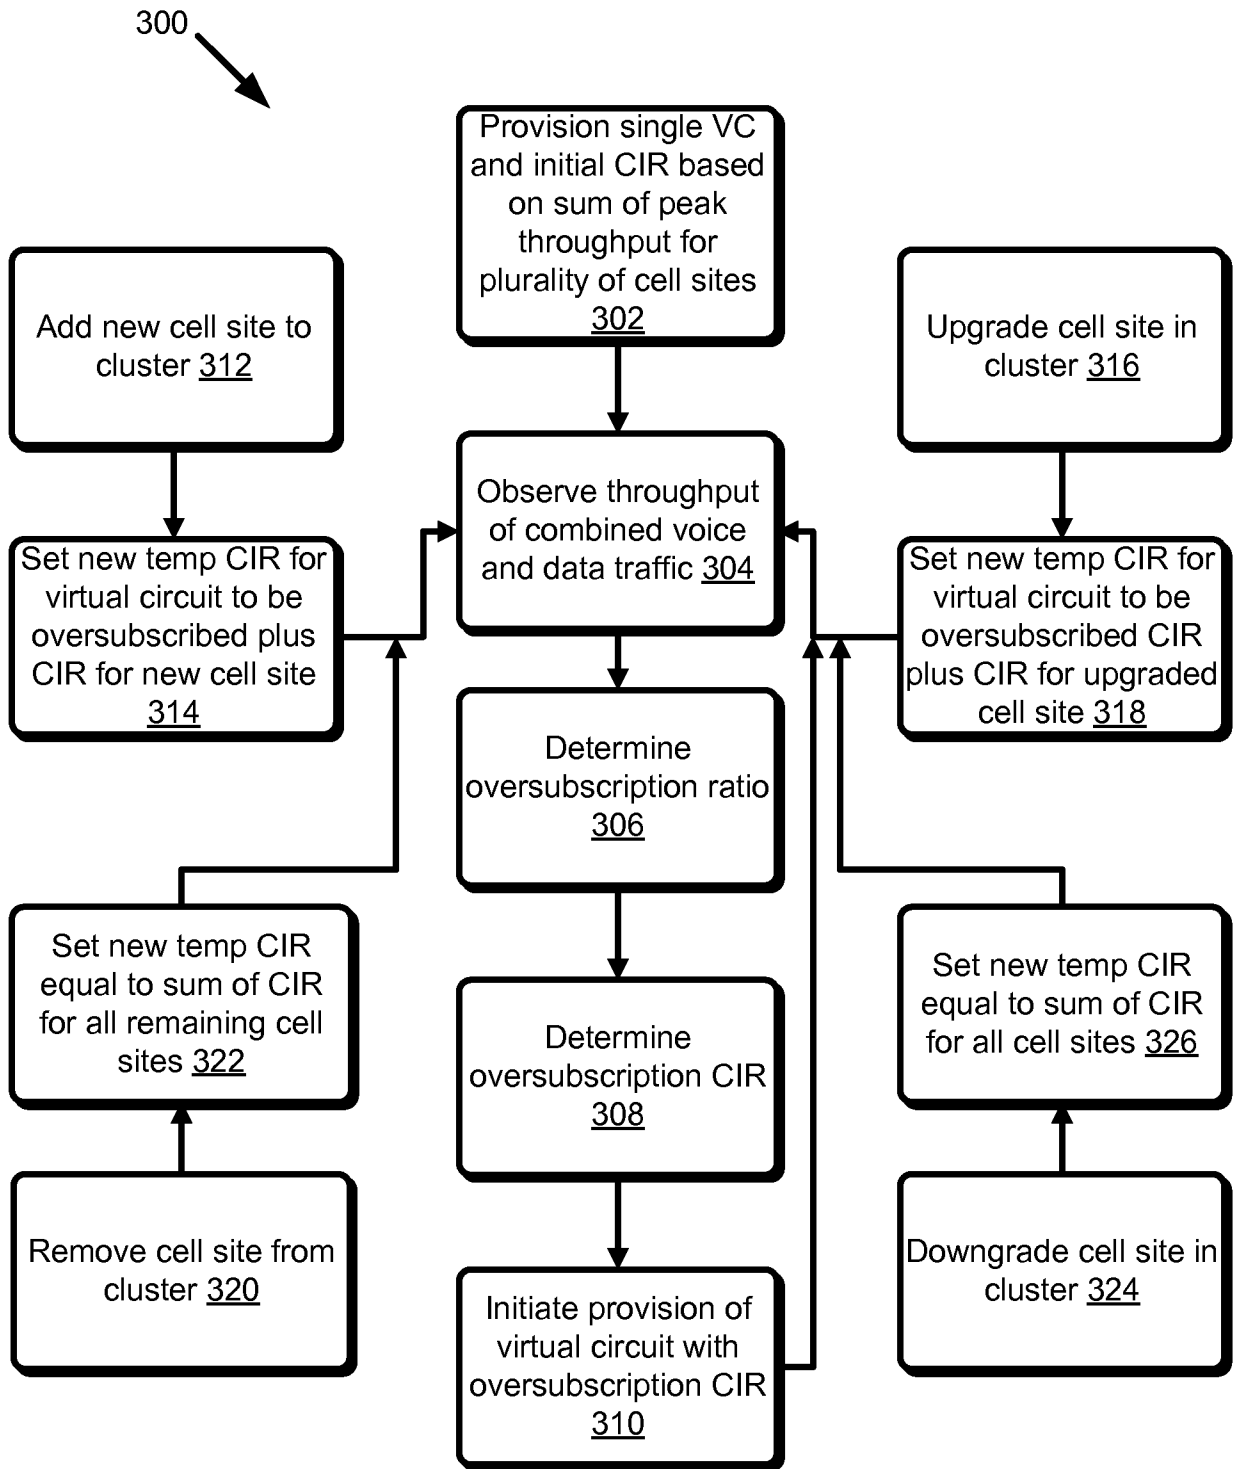 300
Provision single VC
and initial CIR based
on sum of peak
throughput for
plurality of cell sites
302
Add new cell site to
cluster 312
Upgrade cell site in
cluster 316
Observe throughput
of combined voice
and data traffic 304
Set new temp CIR for
virtual circuit to be
oversubscribed plus
CIR for new cell site
314
Set new temp CIR for
virtual circuit to be
oversubscribed CIR
plus CIR for upgraded
cell site 318
Determine
oversubscription ratio
306
Set new temp CIR
equal to sum of CIR
for all remaining cell
sites 322
Determine
oversubscription CIR
308
Set new temp CIR
equal to sum of CIR
for all cell sites 326
Remove cell site from
cluster 320
Initiate provision of
virtual circuit with
oversubscription CIR
310
Downgrade cell site in
cluster 324